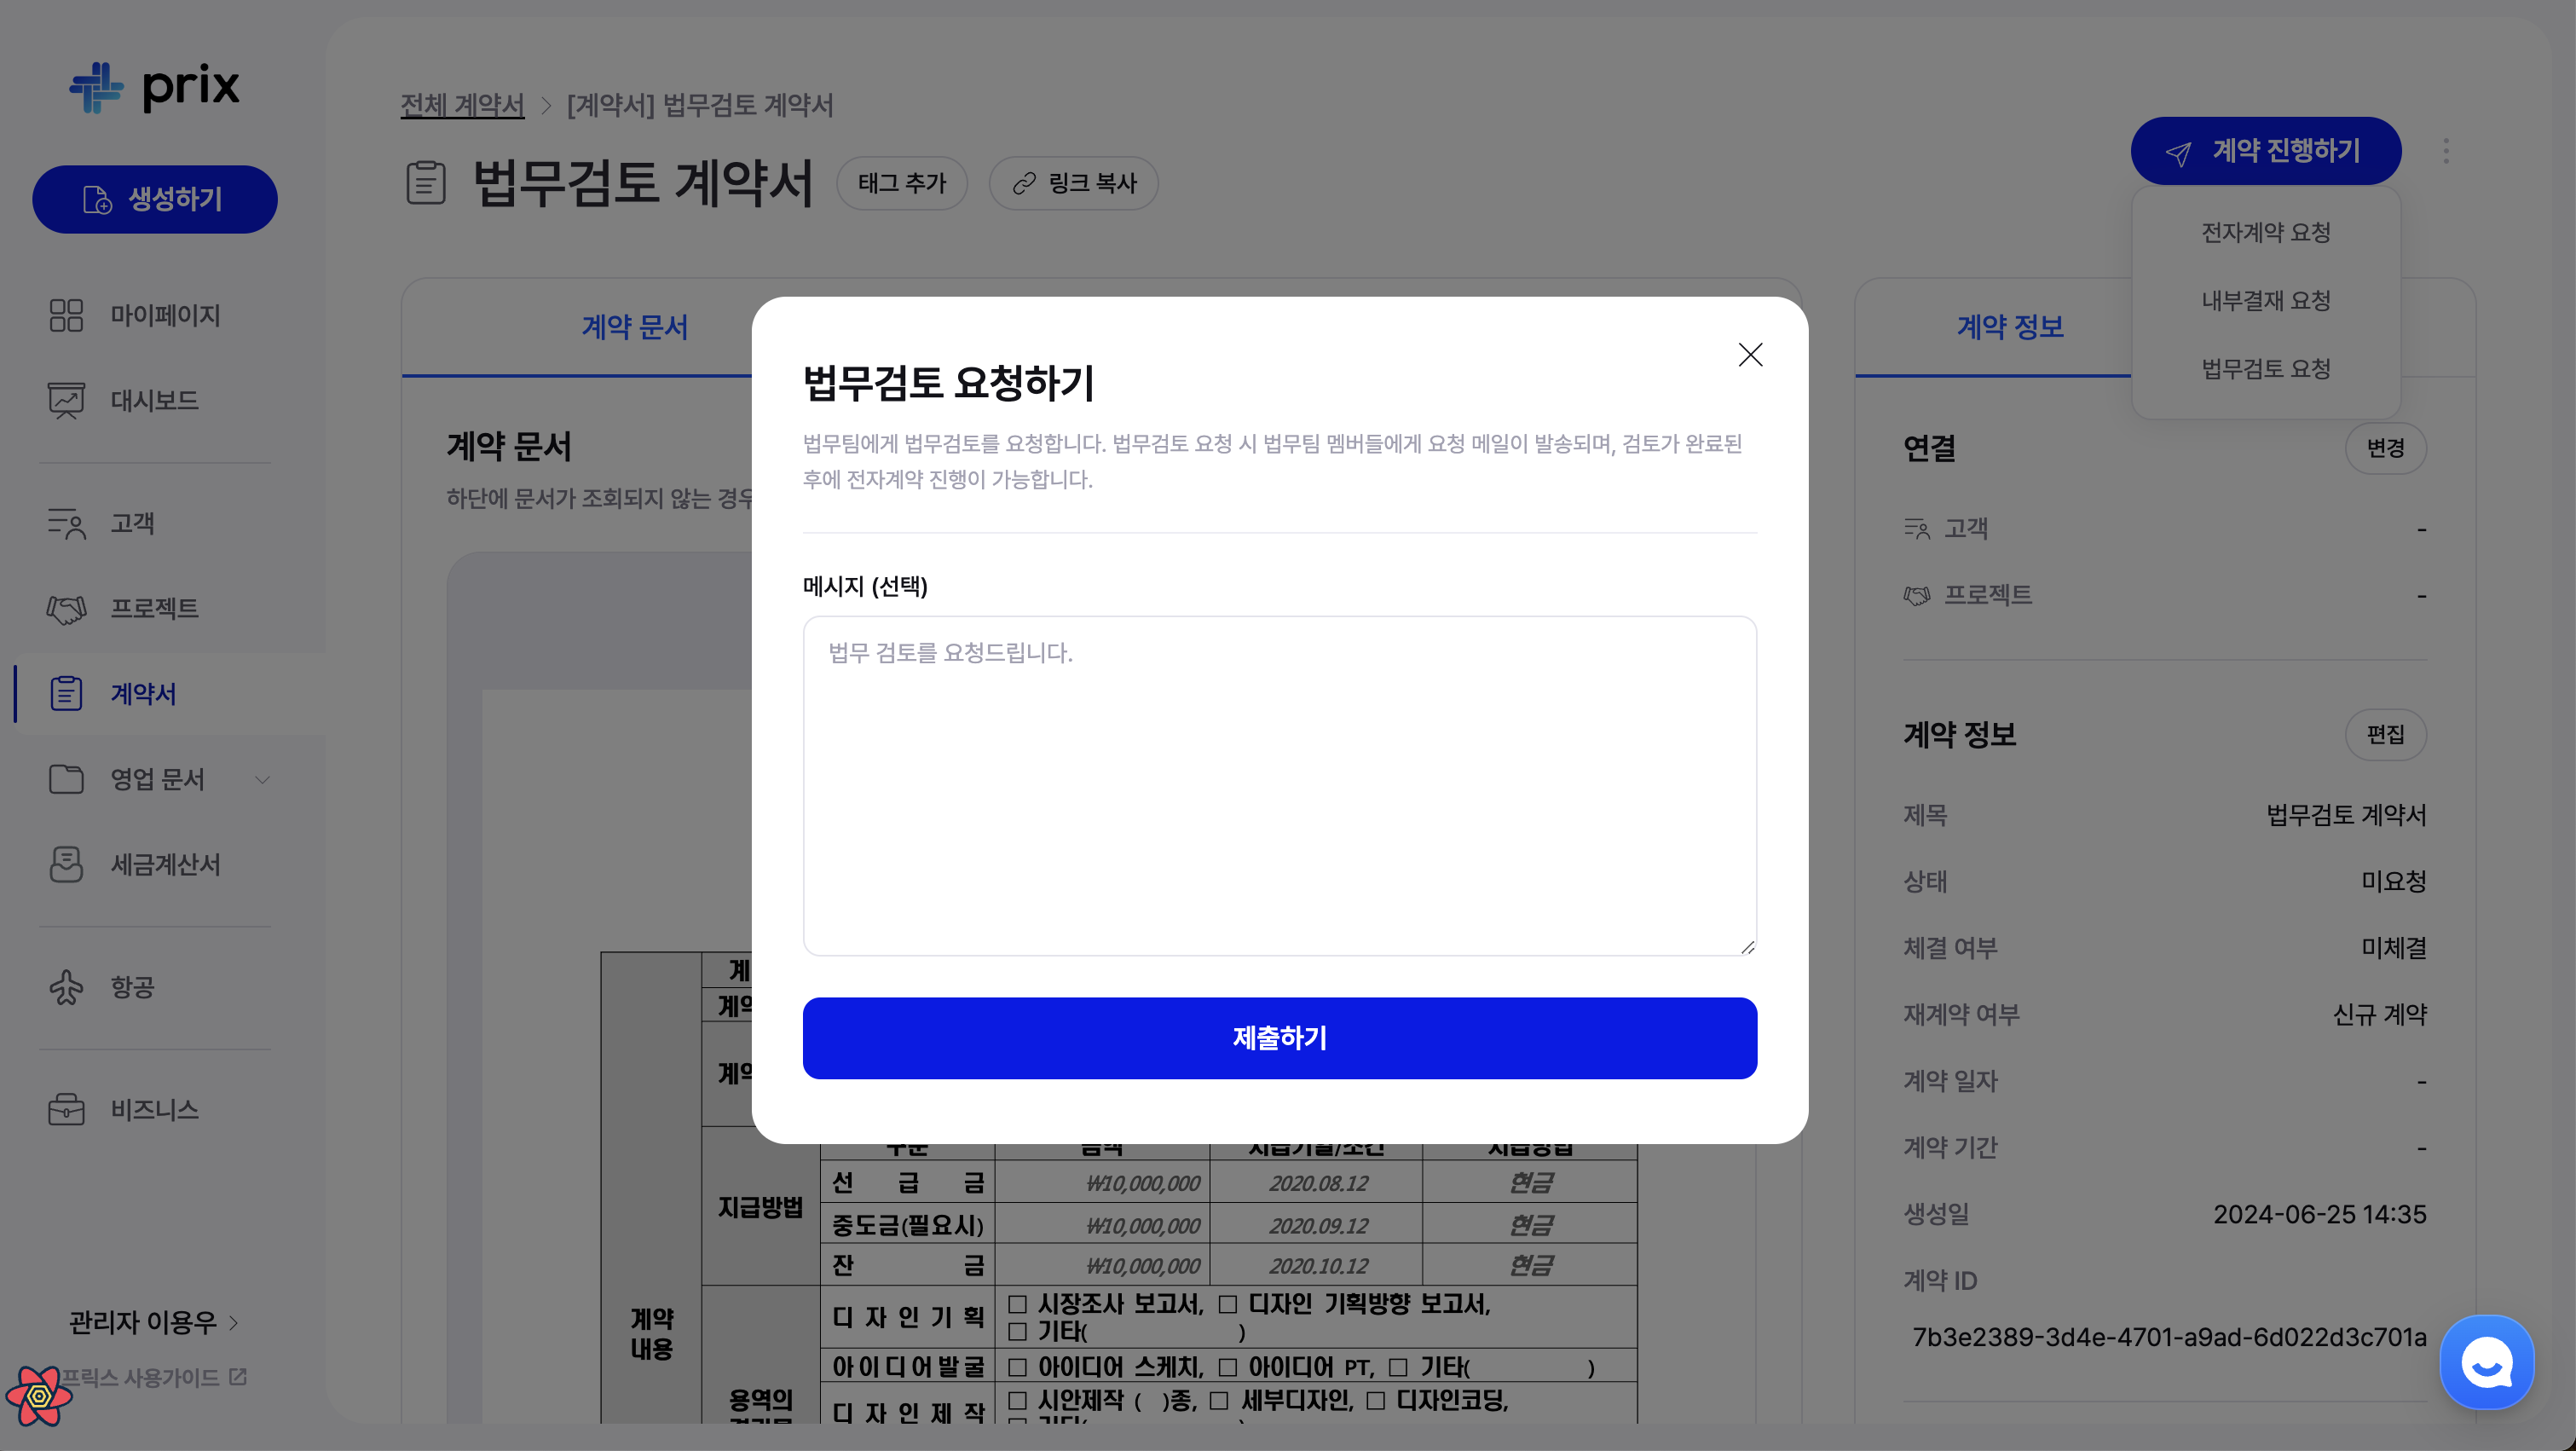 prix
생성하기
마이페이지
대시보드
고객
프로젝트
계약서
영업 문서
세금계산서
항공
비즈니스
관리자 이용우
프릭스 사용가이드
전체 계약서 > [계약서] 법무검토 계약서
법무검토 계약서
태그 추가
링크 복사
계약 진행하기
전자계약 요청
내부결재 요청
법무검토 요청
계약 문서
계약 문서
하단에 문서가 조회되지 않는 경우
법무검토 요청하기
법무팀에게 법무검토를 요청합니다. 법무검토 요청 시 법무팀 멤버들에게 요청 메일이 발송되며, 검토가 완료된
후에 전자계약 진행이 가능합니다.
메시지 (선택)
법무 검토를 요청드립니다.
제출하기
지급방법
선 급 금 ₩10,000,000 2020.08.12 현금
중도금(필요시) ₩10,000,000 2020.09.12 현금
잔 금 ₩10,000,000 2020.10.12 현금
계약
내용
용역의
디 자 인 기 획 □ 시장조사 보고서, □ 디자인 기획방향 보고서,
□ 기타( )
아이디어발굴 □ 아이디어 스케치, □ 아이디어 PT, □ 기타( )
디 자 인 제 작 □ 시안제작 ( )종, □ 세부디자인, □ 디자인코딩,
계약 정보
연결
변경
고객 -
프로젝트 -
계약 정보
편집
제목 법무검토 계약서
상태 미요청
체결 여부 미체결
재계약 여부 신규 계약
계약 일자 -
계약 기간 -
생성일 2024-06-25 14:35
계약 ID
7b3e2389-3d4e-4701-a9ad-6d022d3c701a